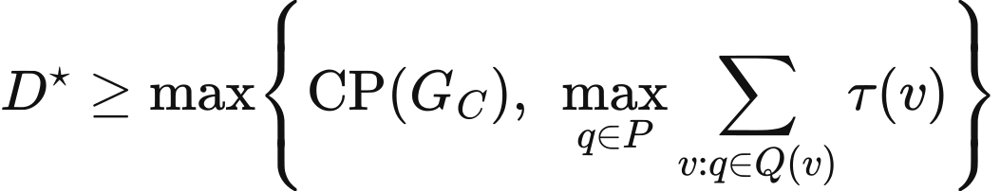 D⋆ ≥ max{CP(G_C), max_{q∈P} ∑_{v:q∈Q(v)} τ(v)}